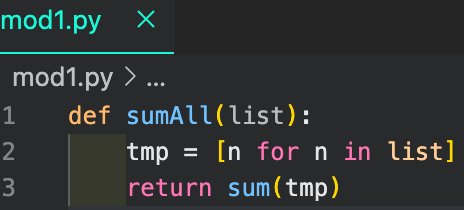 mod1.py ×
mod1.py > ...
1 def sumAll(list):
2 tmp = [n for n in list]
3 return sum(tmp)